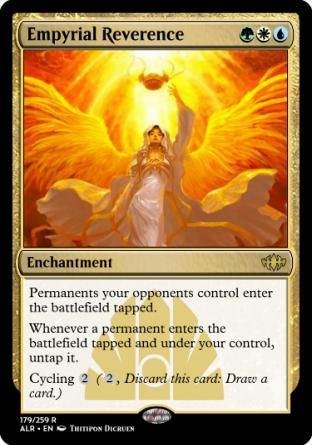 Empyrial Reverence
Enchantment
Permanents your opponents control enter
the battlefield tapped.
Whenever a permanent enters the
battlefield tapped and under your control,
untap it.
Cycling 2 ( 2 , Discard this card: Draw a
card.)
179/259 R
ALR • EN Thitipon Dicruen